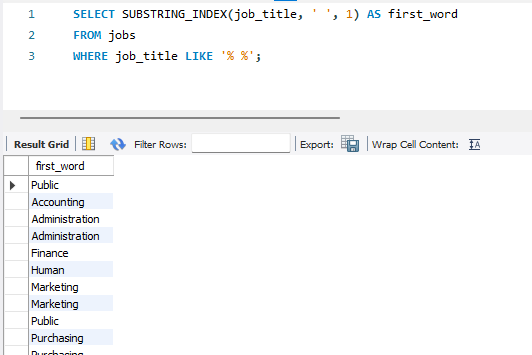 1 SELECT SUBSTRING_INDEX(job_title, ' ', 1) AS first_word
2 FROM jobs
3 WHERE job_title LIKE '% %';
Result Grid Filter Rows: Export: Wrap Cell Content:
first_word
Public
Accounting
Administration
Administration
Finance
Human
Marketing
Marketing
Public
Purchasing
Purchasing